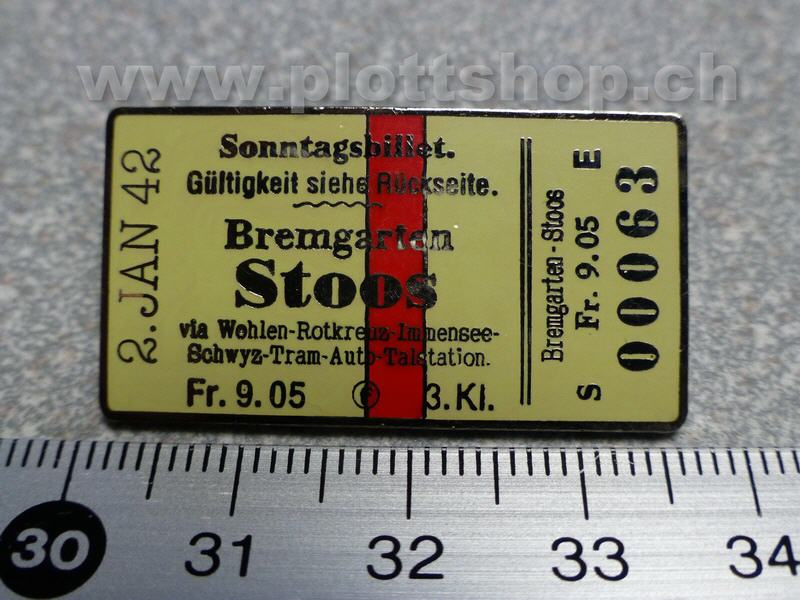 www.plottshop.ch
2. JAN 42
Sonntagsbillet.
Gültigkeit siehe Rückseite.
Bremgarten
Stoos
via Wohlen-Rotkreuz-Immensee-
Schwyz-Tram-Auto-Talstation.
Fr. 9.05 f 3. Kl.
Bremgarten - Stoos
S Fr. 9.05 E
00063
30 31 32 33 34